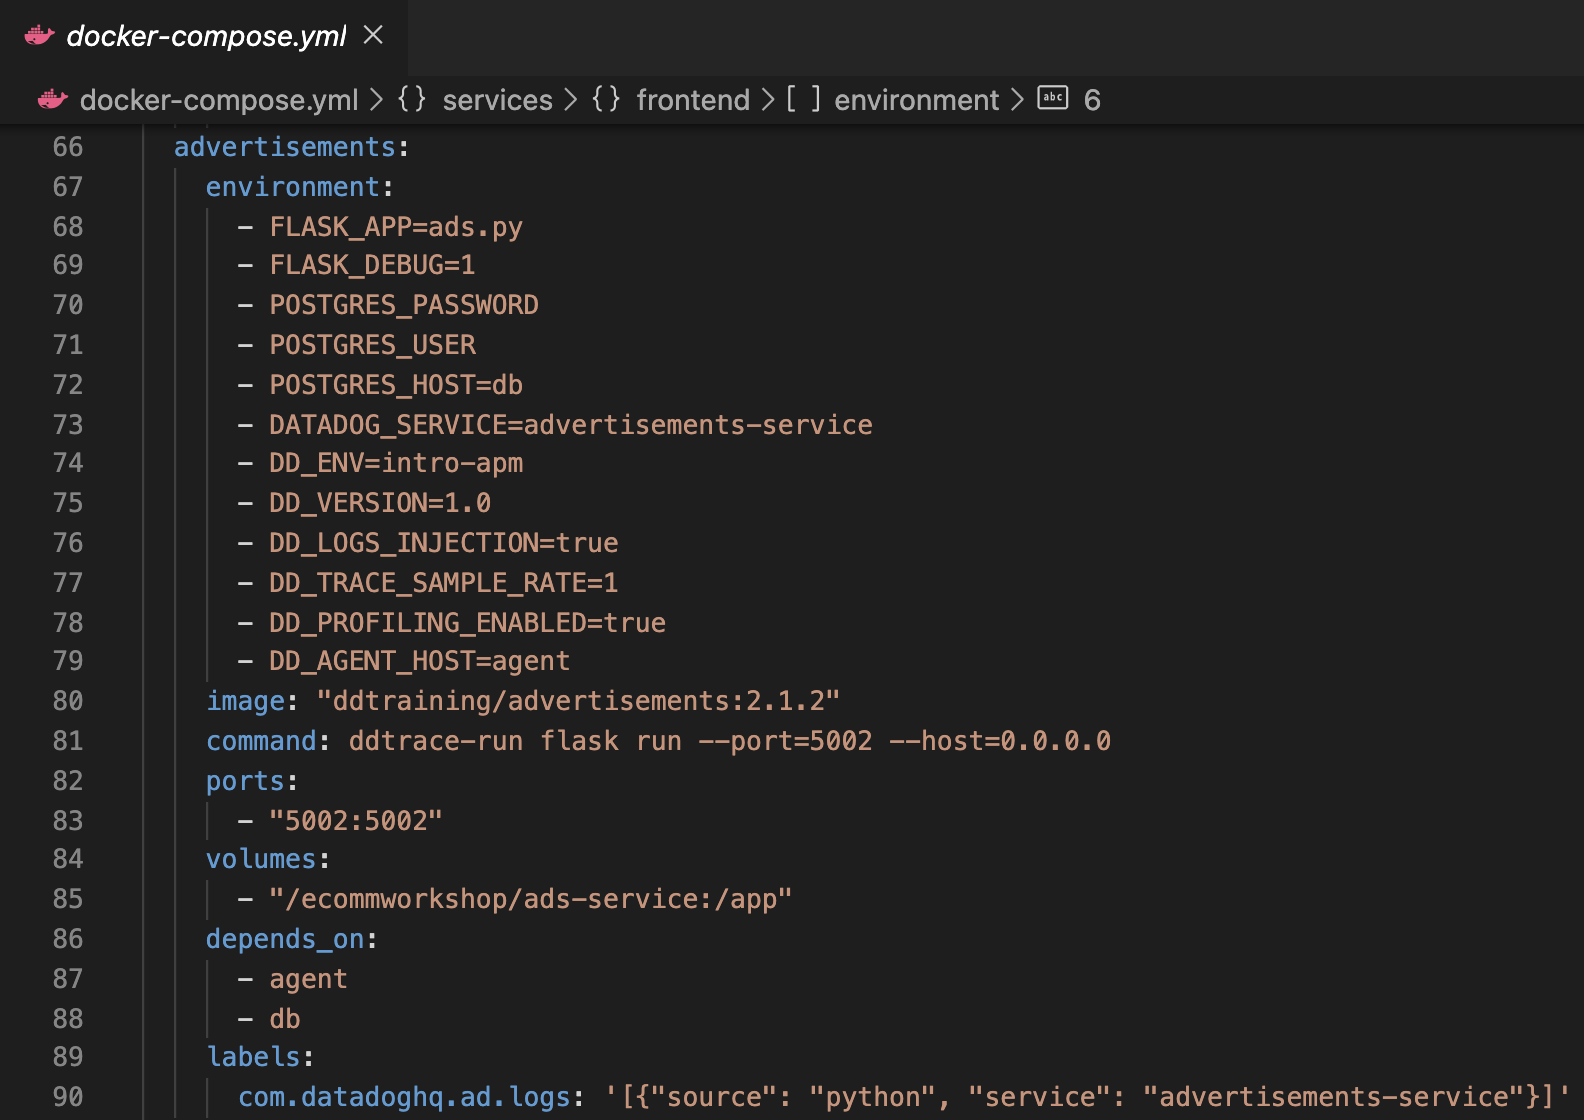 docker-compose.yml
docker-compose.yml > {} services > {} frontend > [ ] environment > abc 6
66 advertisements:
67 environment:
68 - FLASK_APP=ads.py
69 - FLASK_DEBUG=1
70 - POSTGRES_PASSWORD
71 - POSTGRES_USER
72 - POSTGRES_HOST=db
73 - DATADOG_SERVICE=advertisements-service
74 - DD_ENV=intro-apm
75 - DD_VERSION=1.0
76 - DD_LOGS_INJECTION=true
77 - DD_TRACE_SAMPLE_RATE=1
78 - DD_PROFILING_ENABLED=true
79 - DD_AGENT_HOST=agent
80 image: "ddtraining/advertisements:2.1.2"
81 command: ddtrace-run flask run --port=5002 --host=0.0.0.0
82 ports:
83 - "5002:5002"
84 volumes:
85 - "/ecommworkshop/ads-service:/app"
86 depends_on:
87 - agent
88 - db
89 labels:
90 com.datadoghq.ad.logs: '[{"source": "python", "service": "advertisements-service"}]'